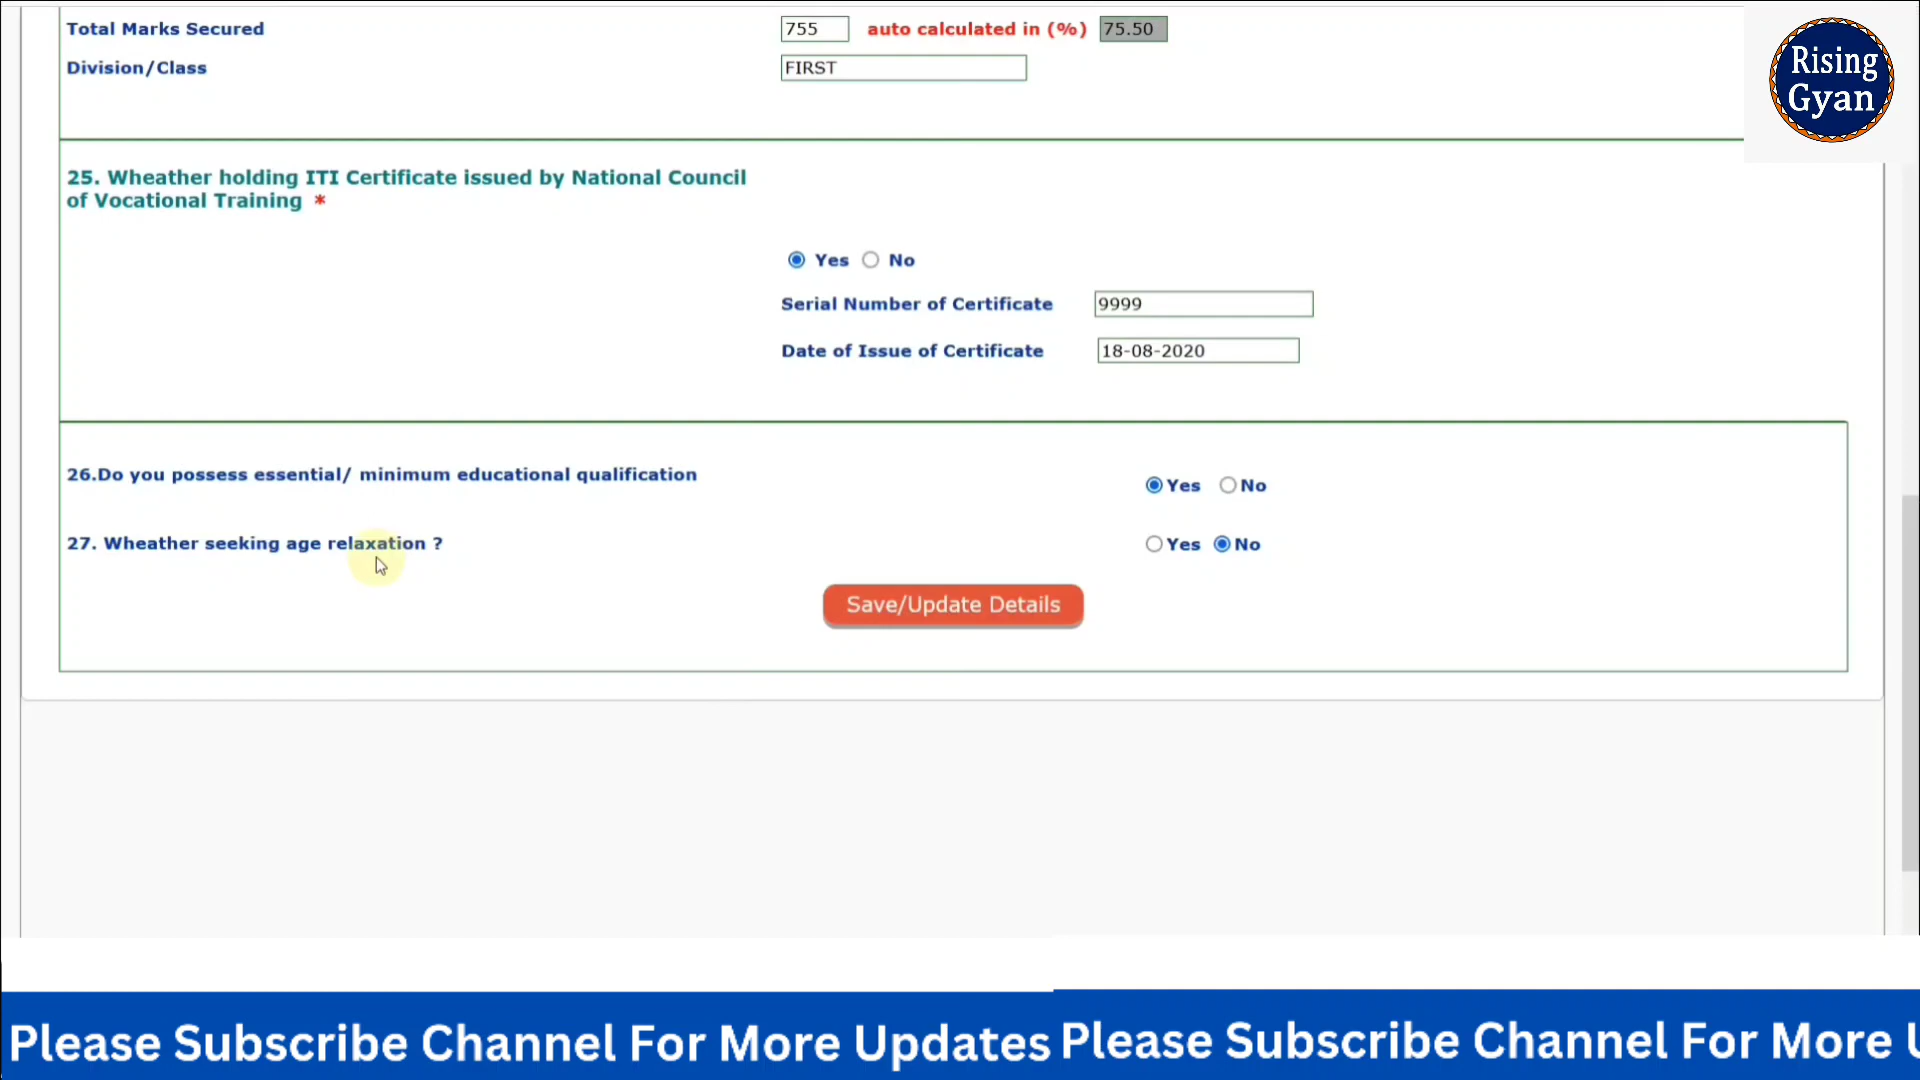 Total Marks Secured 755 auto calculated in (%) 75.50
Division/Class FIRST
Rising
Gyan
25. Wheather holding ITI Certificate issued by National Council
of Vocational Training *
Yes No
Serial Number of Certificate 9999
Date of Issue of Certificate 18-08-2020
26.Do you possess essential/ minimum educational qualification Yes No
27. Wheather seeking age relaxation ? Yes No
Save/Update Details
Please Subscribe Channel For More Updates Please Subscribe Channel For More